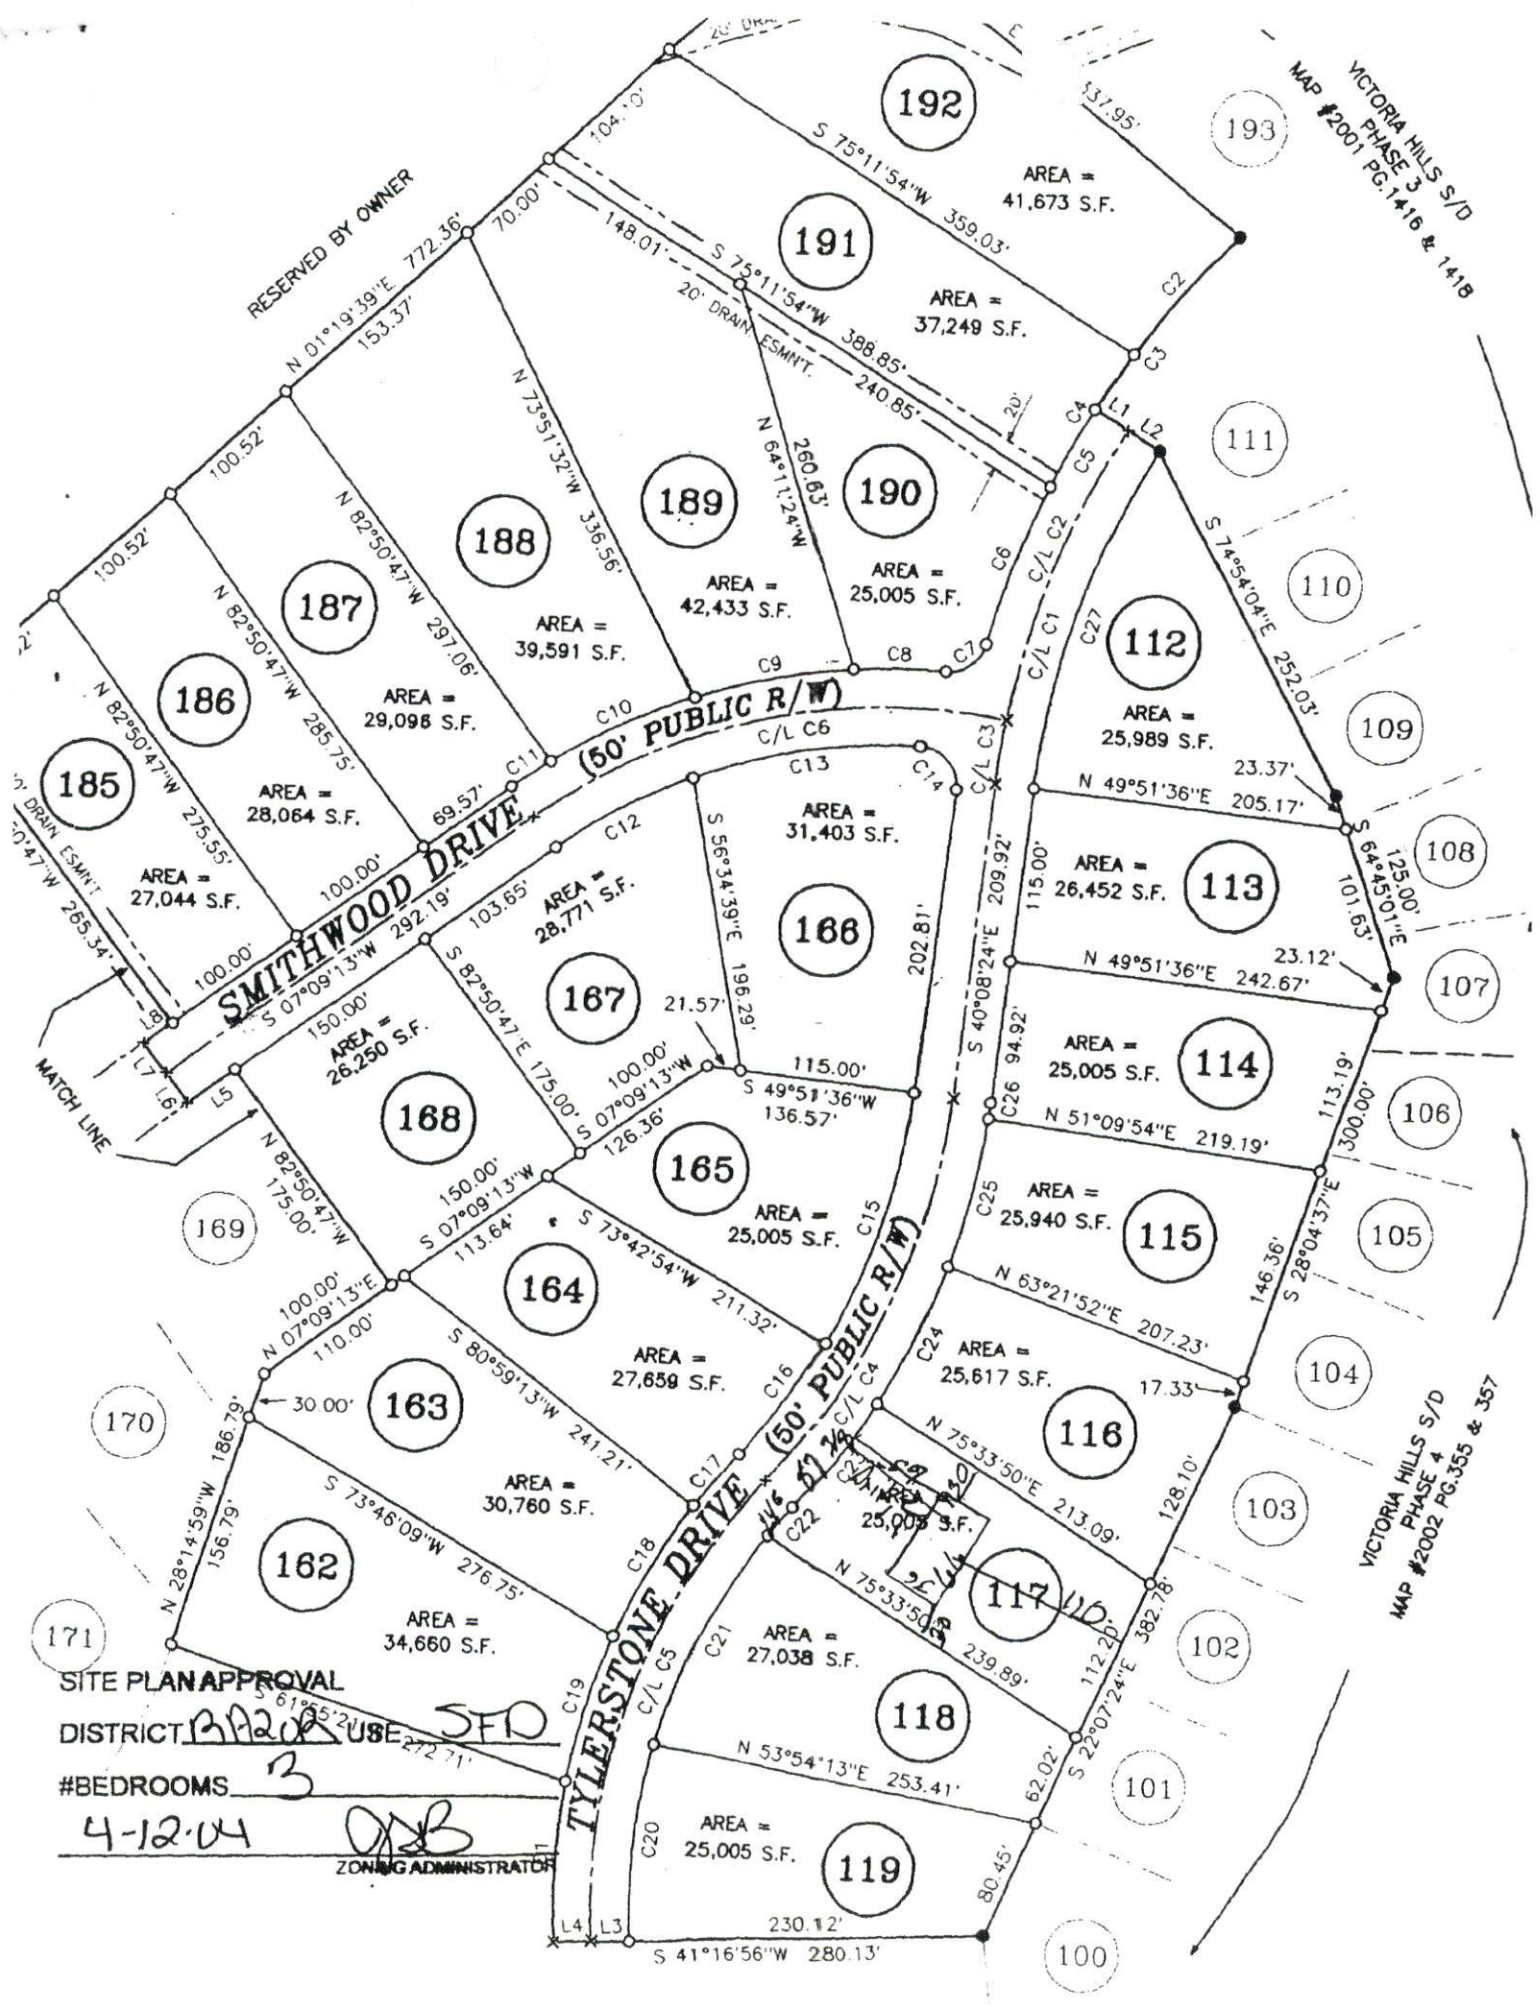 20' DRA
104.10'
192
AREA =
41,673 S.F.
337.95'
193
VICTORIA HILLS S/D
PHASE 3
MAP #2001 PG.1416 & 1418
RESERVED BY OWNER
N 01°19'39"E 772.36'
153.37'
70.00'
148.01'
S 75°11'54"W 359.03'
191
AREA =
37,249 S.F.
S 75°11'54"W 388.85'
20' DRAIN. ESMN'T.
240.85'
20'
C2
C3
C4
L1
L2
C5
111
100.52'
N 73°51'32"W 336.56'
N 64°11'24"W
260.63'
189
AREA =
42,433 S.F.
190
AREA =
25,005 S.F.
C6
C/L C2
C7
C8
C9
C/L C1
C27
S 74°54'04"E 252.03'
110
100.52'
N 82°50'47"W 297.06'
188
AREA =
39,591 S.F.
C10
C11
187
AREA =
29,096 S.F.
N 82°50'47"W 285.75'
69.57'
186
AREA =
28,064 S.F.
N 82°50'47"W 275.55'
100.00'
185
AREA =
27,044 S.F.
DRAIN ESMN'T
265.34'
100.00'
SMITHWOOD DRIVE (50' PUBLIC R/W)
C/L C6
S 07°09'13"W 292.19'
112
AREA =
25,989 S.F.
109
23.37'
N 49°51'36"E 205.17'
108
S 64°45'01"E
125.00'
101.63'
C/L C3
C13
C14
C12
103.65'
150.00'
L8
L7
L6
L5
MATCH LINE
AREA =
31,403 S.F.
166
S 56°34'39"E 196.29'
202.81'
S 40°08'24"E 209.92'
115.00'
AREA =
26,452 S.F.
113
N 49°51'36"E 242.67'
23.12'
107
AREA =
28,771 S.F.
167
21.57'
S 82°50'47"E 175.00'
100.00'
S 07°09'13"W
126.36'
115.00'
S 49°51'36"W
136.57'
AREA =
26,250 S.F.
168
94.92'
AREA =
25,005 S.F.
114
C26
N 51°09'54"E 219.19'
113.19'
300.00'
106
165
AREA =
25,005 S.F.
150.00'
S 07°09'13"W
113.64'
N 82°50'47"W
175.00'
169
C15
C25
AREA =
25,940 S.F.
115
146.36'
S 28°04'37"E
105
S 73°42'54"W 211.32'
164
AREA =
27,659 S.F.
100.00'
N 07°09'13"E
110.00'
N 63°21'52"E 207.23'
17.33'
104
C24
AREA =
25,617 S.F.
116
C16
C/L C4
163
30.00'
S 80°59'13"W 241.21'
AREA =
30,760 S.F.
170
N 28°14'59"W 186.79'
156.79'
C17
C18
N 75°33'50"E 213.09'
128.10'
103
VICTORIA HILLS S/D
PHASE 4
MAP #2002 PG.355 & 357
AREA
25,005 S.F.
C22
117
110'
S 73°46'09"W 276.75'
162
AREA =
34,660 S.F.
171
N 75°33'50"
30
239.89'
382.78'
112.20'
S 22°07'24"E
102
TYLERSTONE DRIVE (50' PUBLIC R/W)
C19
C/L C5
C21
AREA =
27,038 S.F.
118
N 53°54'13"E 253.41'
62.02'
101
SITE PLAN APPROVAL
S 61°55'21"
272.71'
DISTRICT RA20R USE SFD
#BEDROOMS 3
4-12-04
ZONING ADMINISTRATOR
C20
AREA =
25,005 S.F.
119
80.45'
L4
L3
230.12'
S 41°16'56"W 280.13'
100